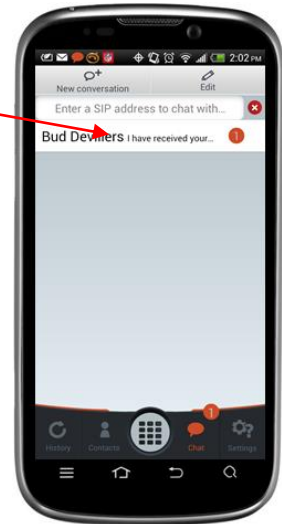 2:02 PM
New conversation
Edit
Enter a SIP address to chat with...
Bud Devillers I have received your... 1
1
History
Contacts
Chat
Settings